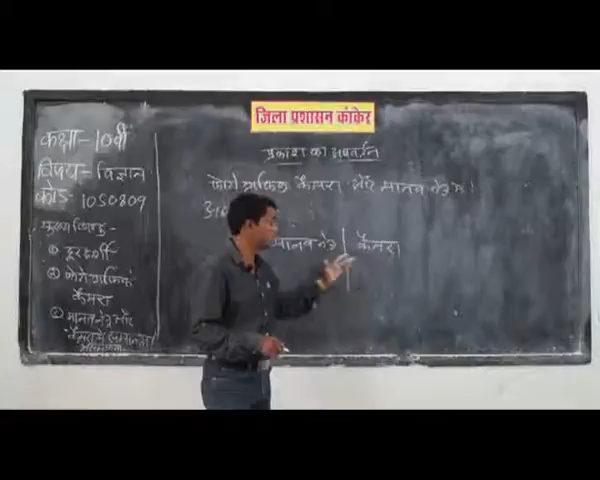 जिला प्रशासन कांकेर
कक्षा-10वीं
विषय-विज्ञान
कोड- 1050809
मुख्य बिन्दु-
① दूरदर्शी
② फोटोग्राफिक
कैमरा
मानव नेत्र और
कैमरा में समानता
प्रकाश का अपवर्तन
फोटोग्राफिक कैमरा और मानव नेत्र में
मानव नेत्र | कैमरा